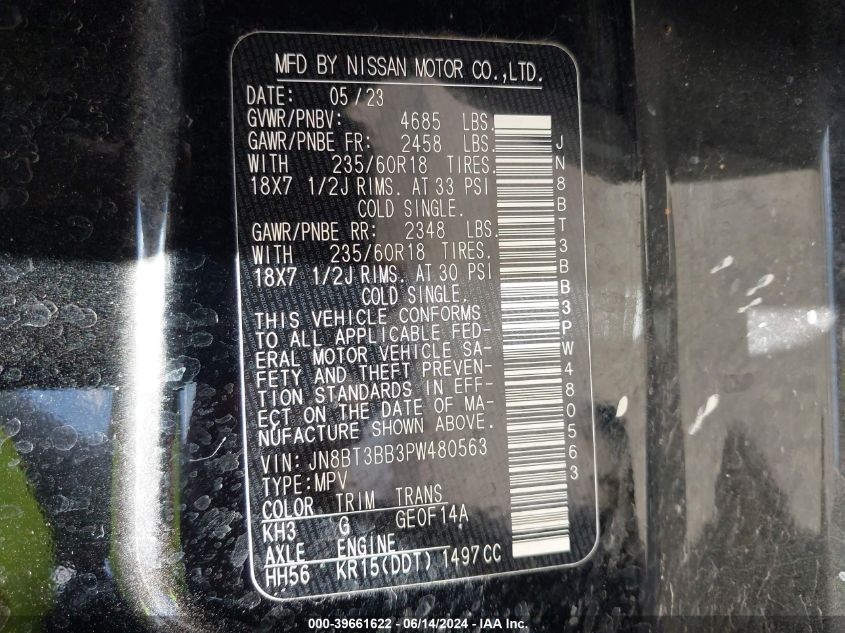 MFD BY NISSAN MOTOR CO.,LTD.
DATE: 05/23
GVWR/PNBV: 4685 LBS.
GAWR/PNBE FR: 2458 LBS.
WITH 235/60R18 TIRES.
18X7 1/2J RIMS. AT 33 PSI
COLD SINGLE.
GAWR/PNBE RR: 2348 LBS.
WITH 235/60R18 TIRES.
18X7 1/2J RIMS. AT 30 PSI
COLD SINGLE.
THIS VEHICLE CONFORMS
TO ALL APPLICABLE FED-
ERAL MOTOR VEHICLE SA-
FETY AND THEFT PREVEN-
TION STANDARDS IN EFF-
ECT ON THE DATE OF MA-
NUFACTURE SHOWN ABOVE.
VIN: JN8BT3BB3PW480563
TYPE:MPV
COLOR TRIM TRANS
KH3 G GE0F14A
AXLE ENGINE
HH56 KR15(DDT) 1497CC
JN8BT3BB3PW480563
000-39661622 - 06/14/2024 - IAA Inc.